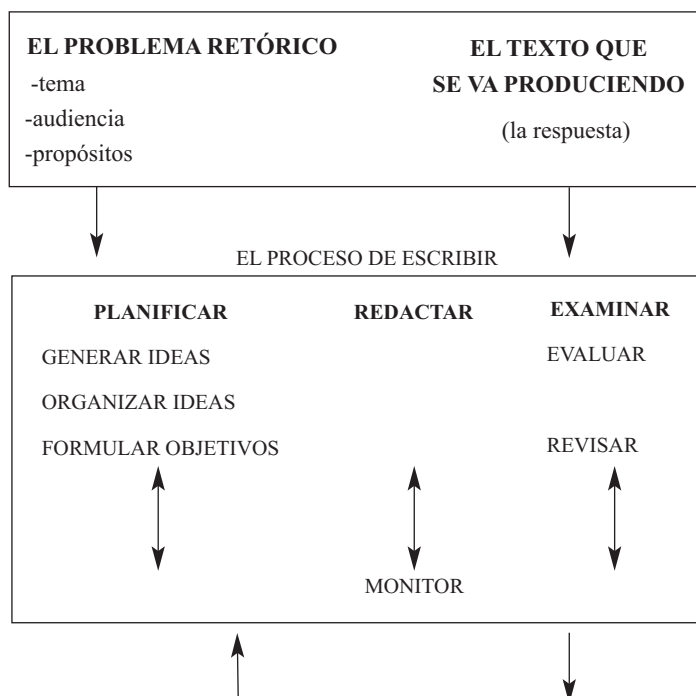 EL PROBLEMA RETÓRICO
-tema
-audiencia
-propósitos
EL TEXTO QUE
SE VA PRODUCIENDO
(la respuesta)
EL PROCESO DE ESCRIBIR
PLANIFICAR
GENERAR IDEAS
ORGANIZAR IDEAS
FORMULAR OBJETIVOS
REDACTAR
EXAMINAR
EVALUAR
REVISAR
MONITOR